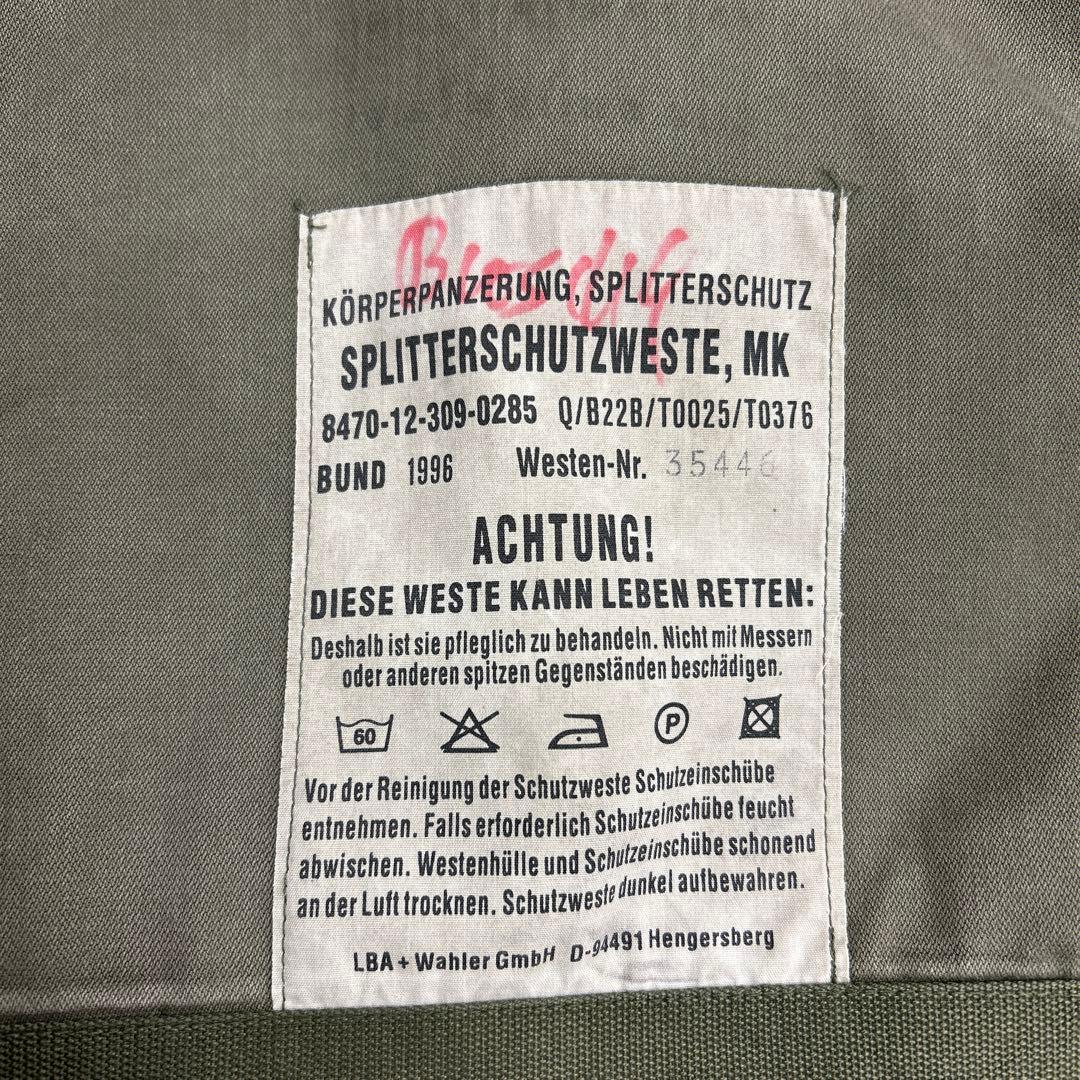 KÖRPERPANZERUNG, SPLITTERSCHUTZ
SPLITTERSCHUTZWESTE, MK
8470-12-309-0285 Q/B22B/T0025/T0376
BUND 1996 Westen-Nr. 35446
ACHTUNG!
DIESE WESTE KANN LEBEN RETTEN:
Deshalb ist sie pfleglich zu behandeln. Nicht mit Messern
oder anderen spitzen Gegenständen beschädigen.
60 P
Vor der Reinigung der Schutzweste Schutzeinschübe
entnehmen. Falls erforderlich Schutzeinschübe feucht
abwischen. Westenhülle und Schutzeinschübe schonend
an der Luft trocknen. Schutzweste dunkel aufbewahren.
LBA + Wahler GmbH D-94491 Hengersberg